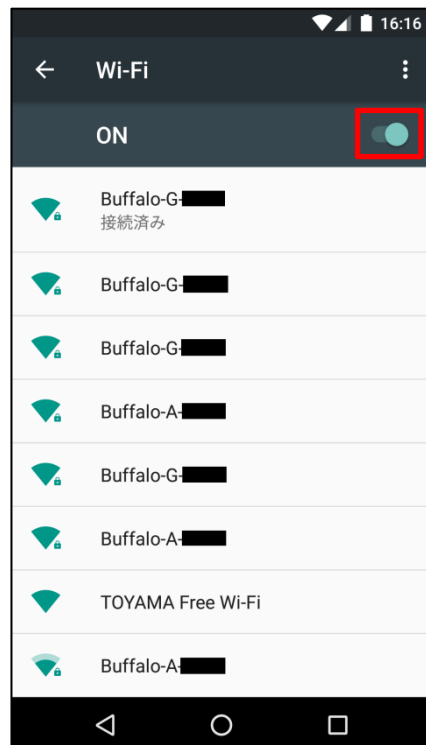 16:16
Wi-Fi
ON
Buffalo-G-
接続済み
Buffalo-G-
Buffalo-G-
Buffalo-A-
Buffalo-G-
Buffalo-A-
TOYAMA Free Wi-Fi
Buffalo-A-